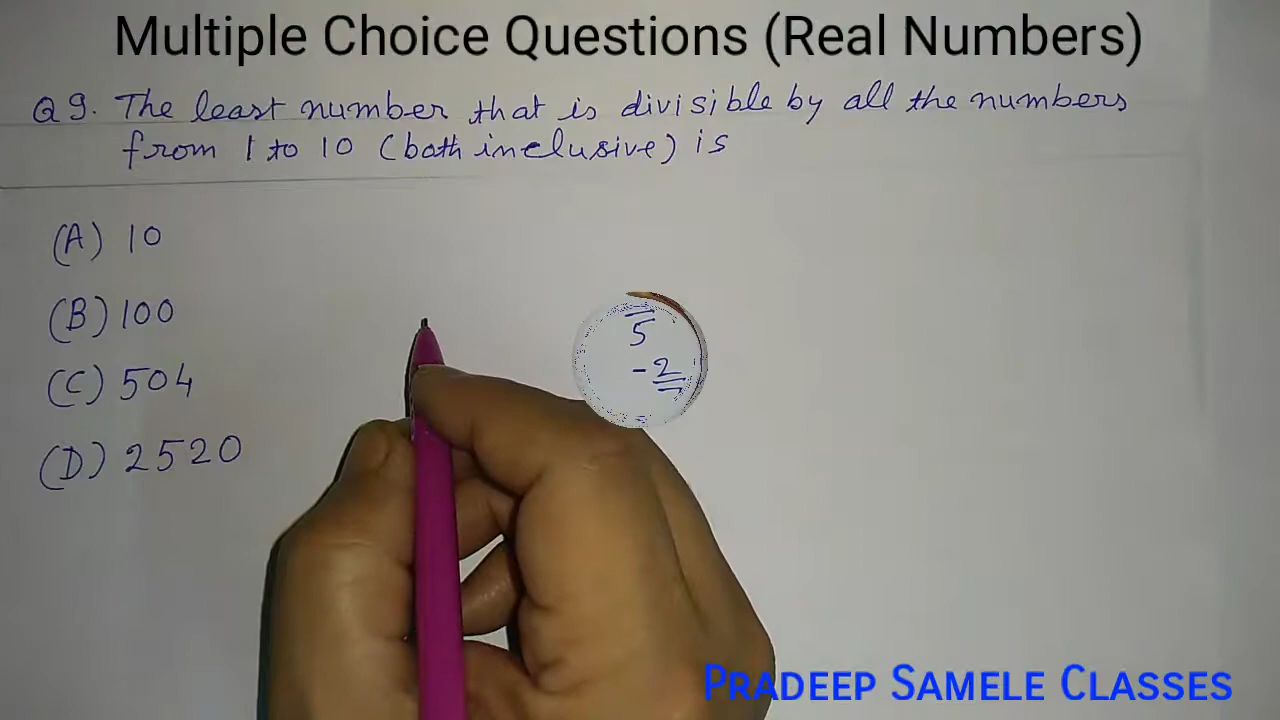 Multiple Choice Questions (Real Numbers)
Q 9. The least number that is divisible by all the numbers
from 1 to 10 (both inclusive) is
(A) 10
(B) 100
(C) 504
(D) 2520
5
- 2
PRADEEP SAMELE CLASSES